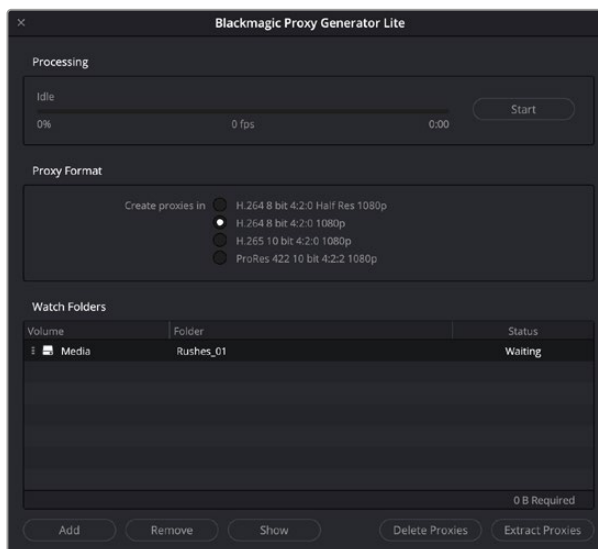 Blackmagic Proxy Generator Lite
Processing
Idle
Start
0% 0 fps 0:00
Proxy Format
Create proxies in H.264 8 bit 4:2:0 Half Res 1080p
H.264 8 bit 4:2:0 1080p
H.265 10 bit 4:2:0 1080p
ProRes 422 10 bit 4:2:2 1080p
Watch Folders
Volume Folder Status
Media Rushes_01 Waiting
0 B Required
Add Remove Show Delete Proxies Extract Proxies